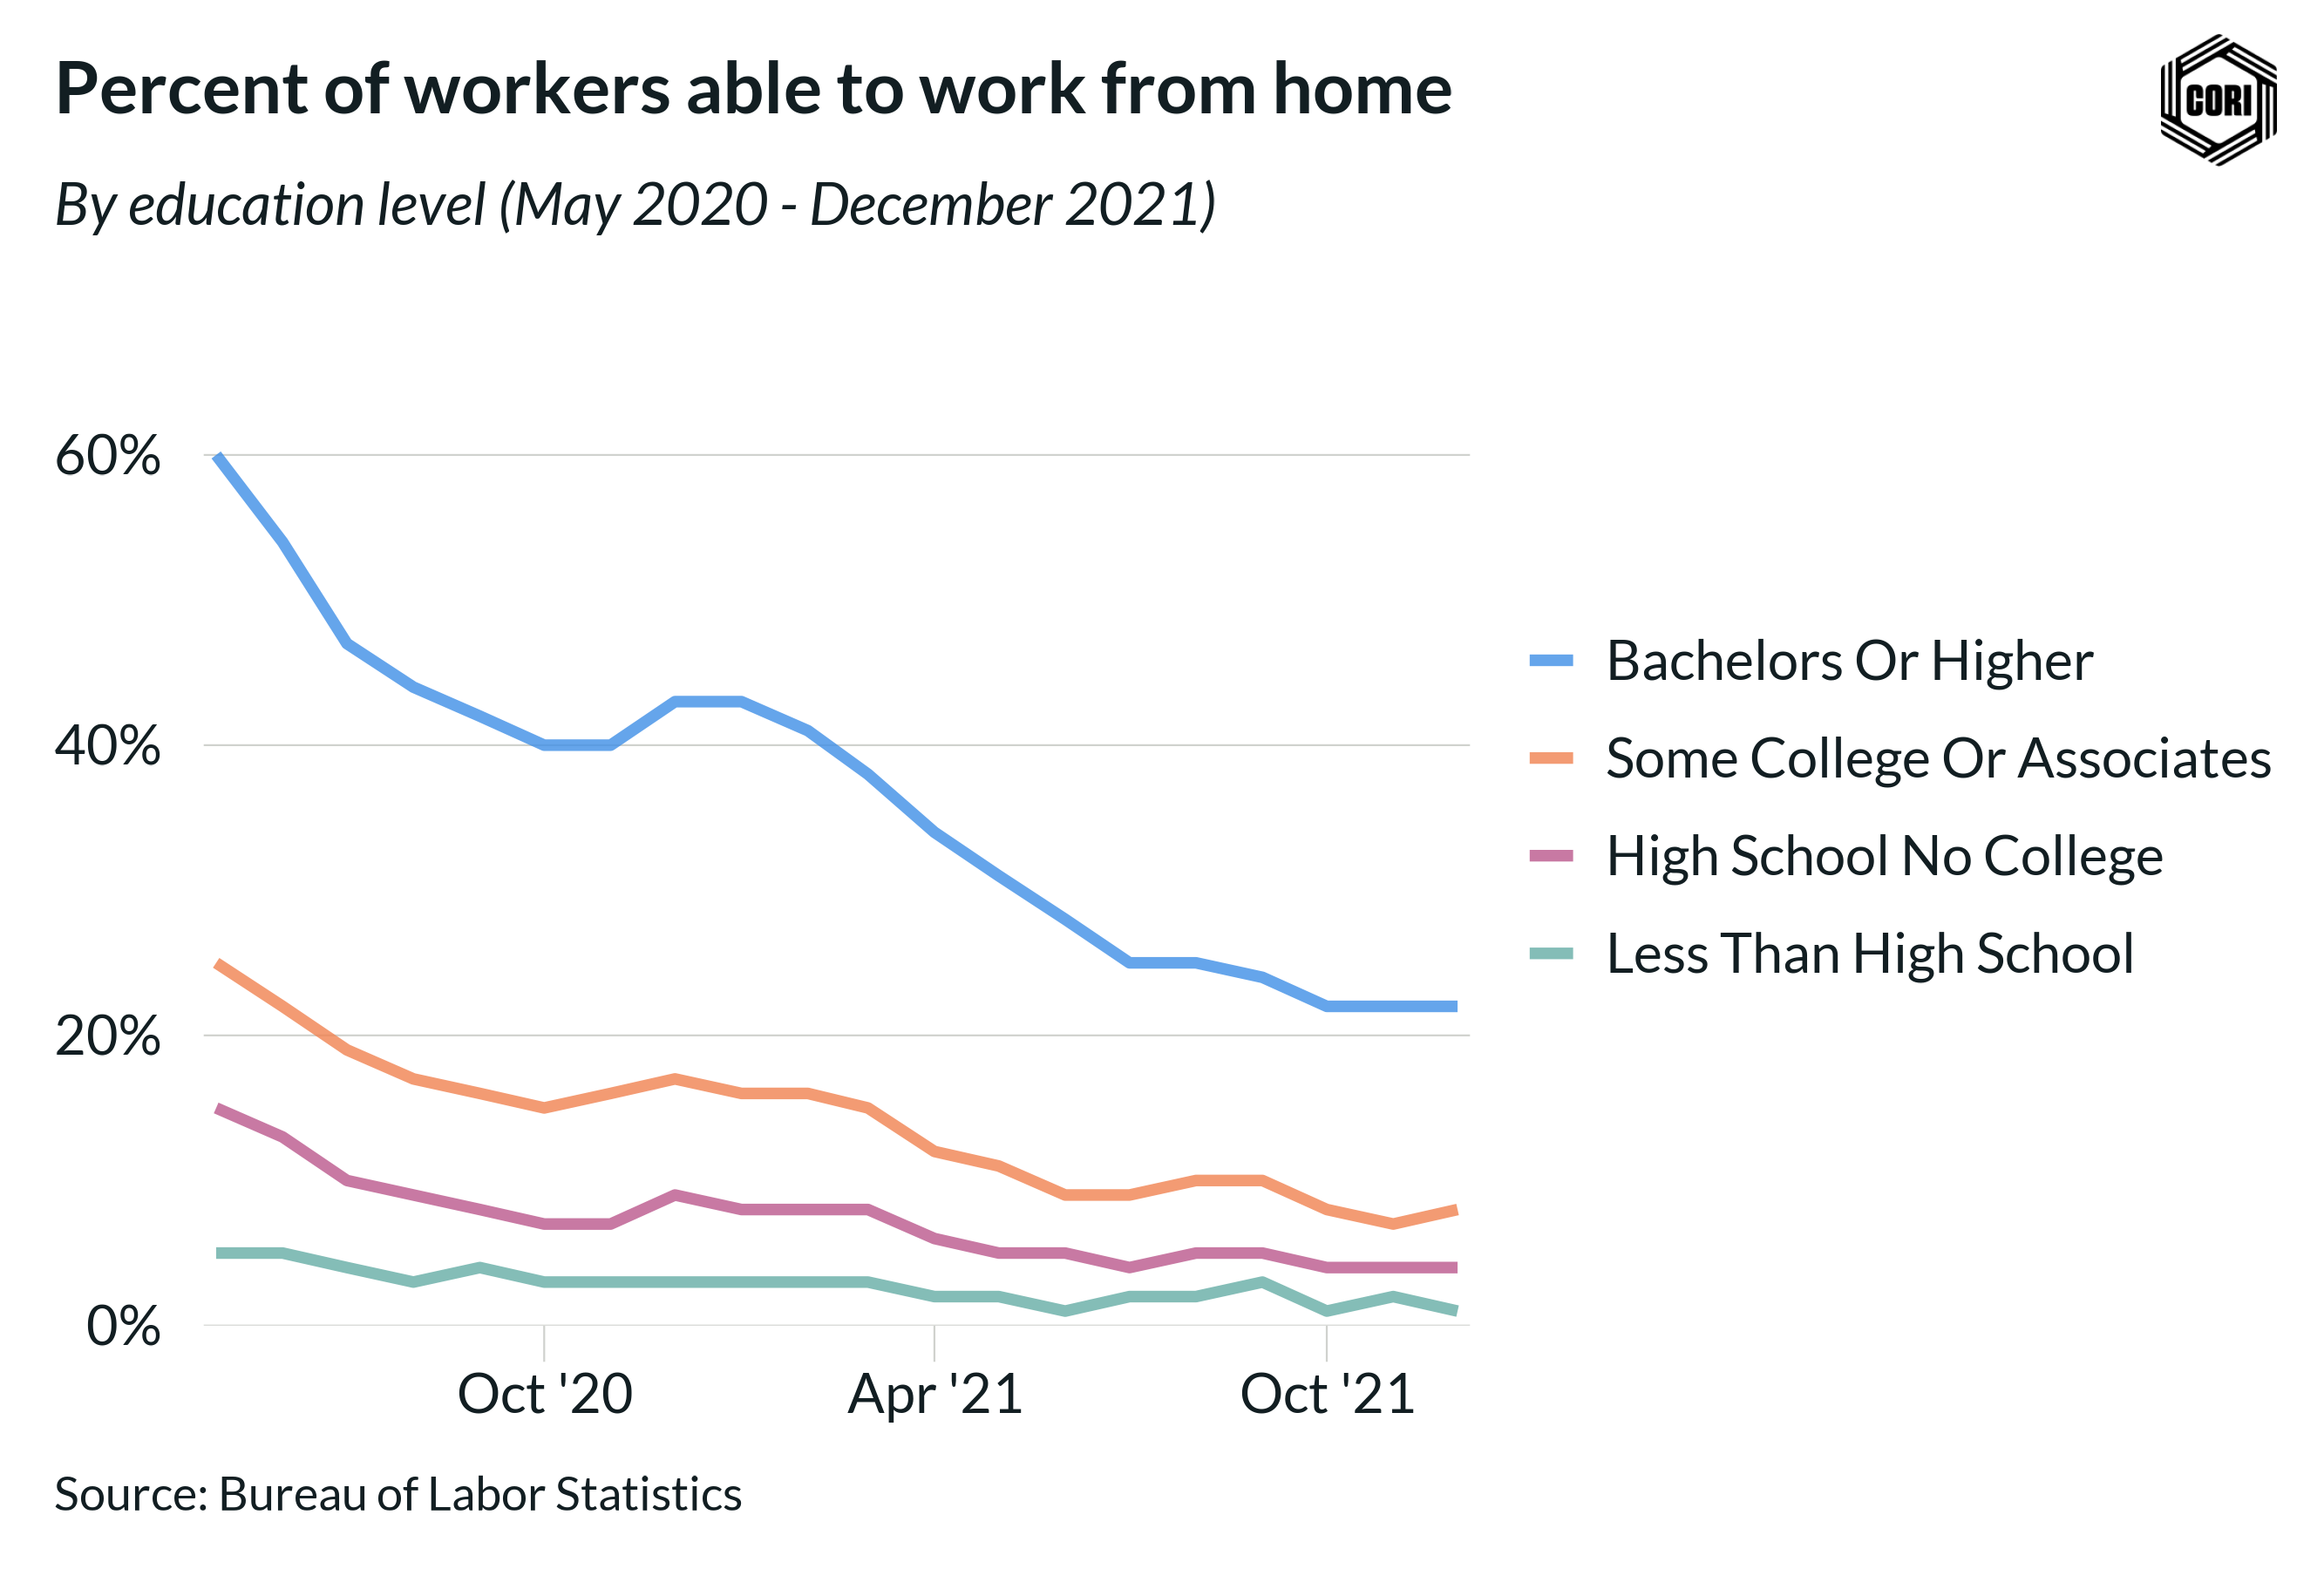 Percent of workers able to work from home
CORI
By education level (May 2020 - December 2021)
60%
40%
20%
0%
Bachelors Or Higher
Some College Or Associates
High School No College
Less Than High School
Oct '20
Apr '21
Oct '21
Source: Bureau of Labor Statistics